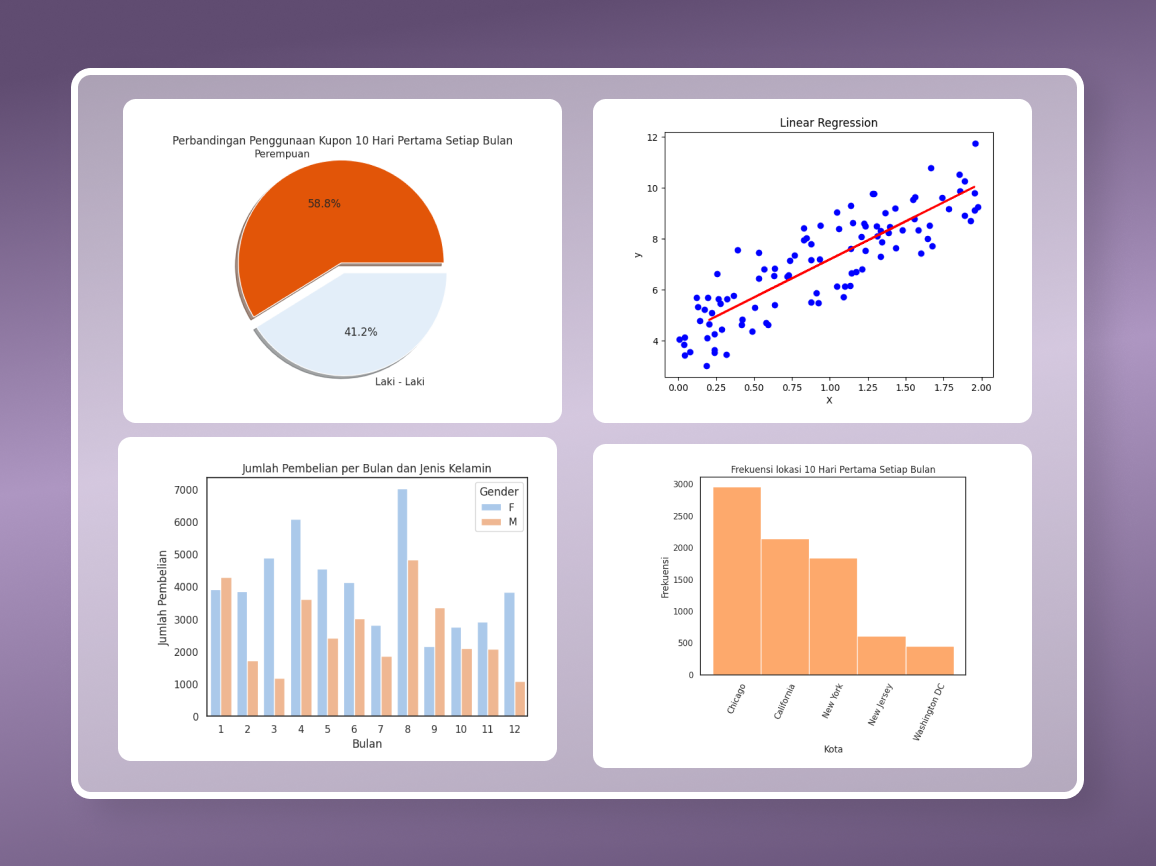 Perbandingan Penggunaan Kupon 10 Hari Pertama Setiap Bulan
Perempuan
58.8%
41.2%
Laki - Laki
Linear Regression
12
10
8
6
4
y
0.00 0.25 0.50 0.75 1.00 1.25 1.50 1.75 2.00
X
Jumlah Pembelian per Bulan dan Jenis Kelamin
Gender
F
M
7000
6000
5000
4000
3000
2000
1000
0
Jumlah Pembelian
1 2 3 4 5 6 7 8 9 10 11 12
Bulan
Frekuensi lokasi 10 Hari Pertama Setiap Bulan
3000
2500
2000
1500
1000
500
0
Frekuensi
Chicago
California
New York
New Jersey
Washington DC
Kota